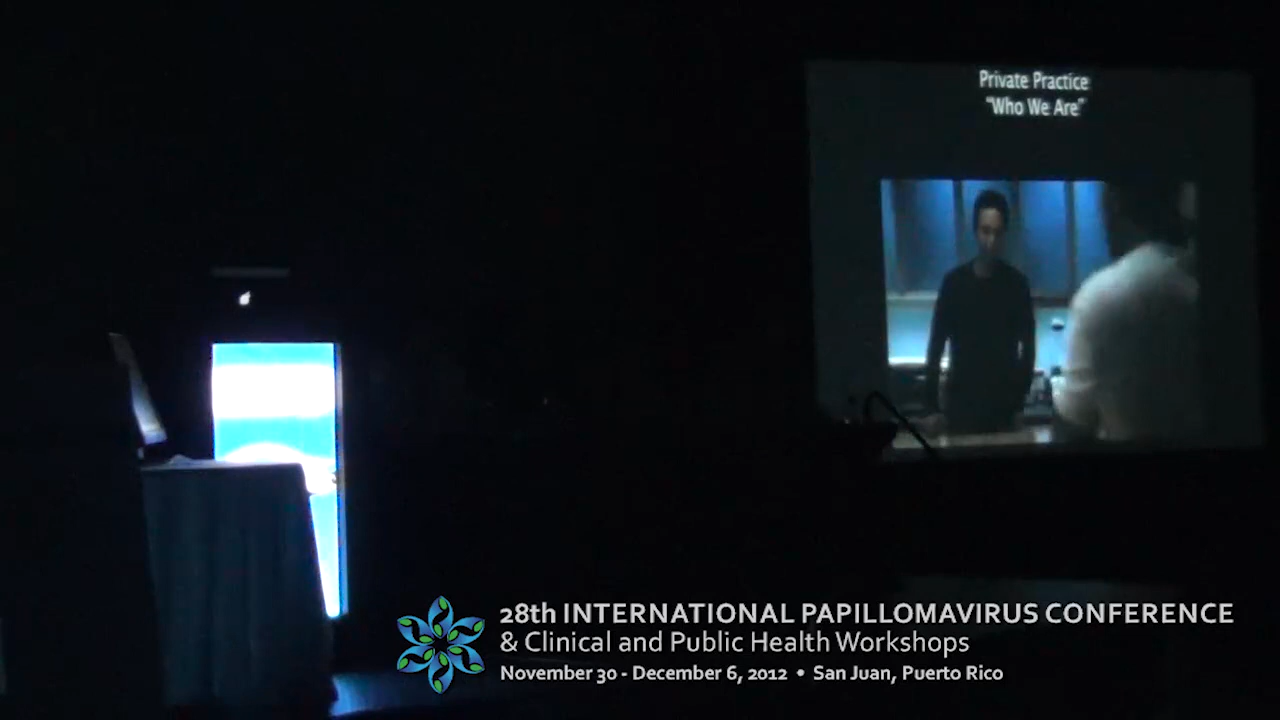 Private Practice
"Who We Are"
28th INTERNATIONAL PAPILLOMAVIRUS CONFERENCE
& Clinical and Public Health Workshops
November 30 - December 6, 2012 • San Juan, Puerto Rico